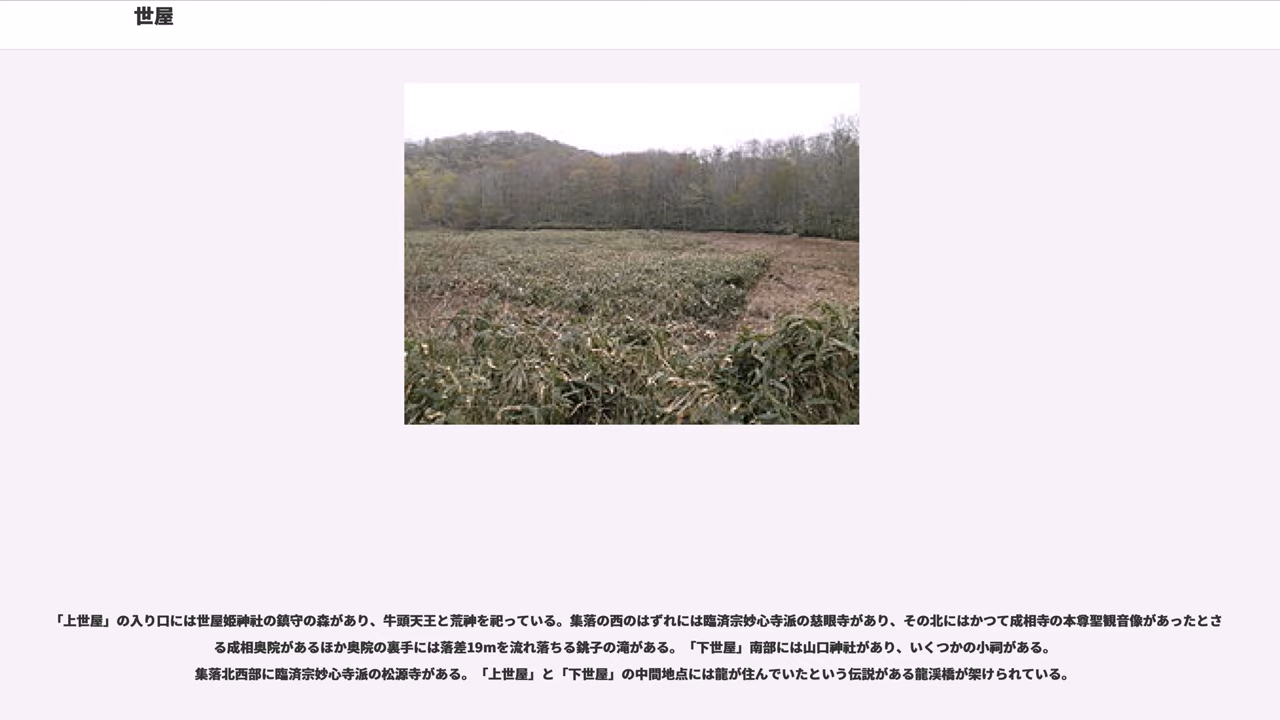 世屋
「上世屋」の入り口には世屋姫神社の鎮守の森があり、牛頭天王と荒神を祀っている。集落の西のはずれには臨済宗妙心寺派の慈眼寺があり、その北にはかつて成相寺の本尊聖観音像があったとさ
る成相奥院があるほか奥院の裏手には落差19mを流れ落ちる銚子の滝がある。「下世屋」南部には山口神社があり、いくつかの小祠がある。
集落北西部に臨済宗妙心寺派の松源寺がある。「上世屋」と「下世屋」の中間地点には龍が住んでいたという伝説がある龍渓橋が架けられている。